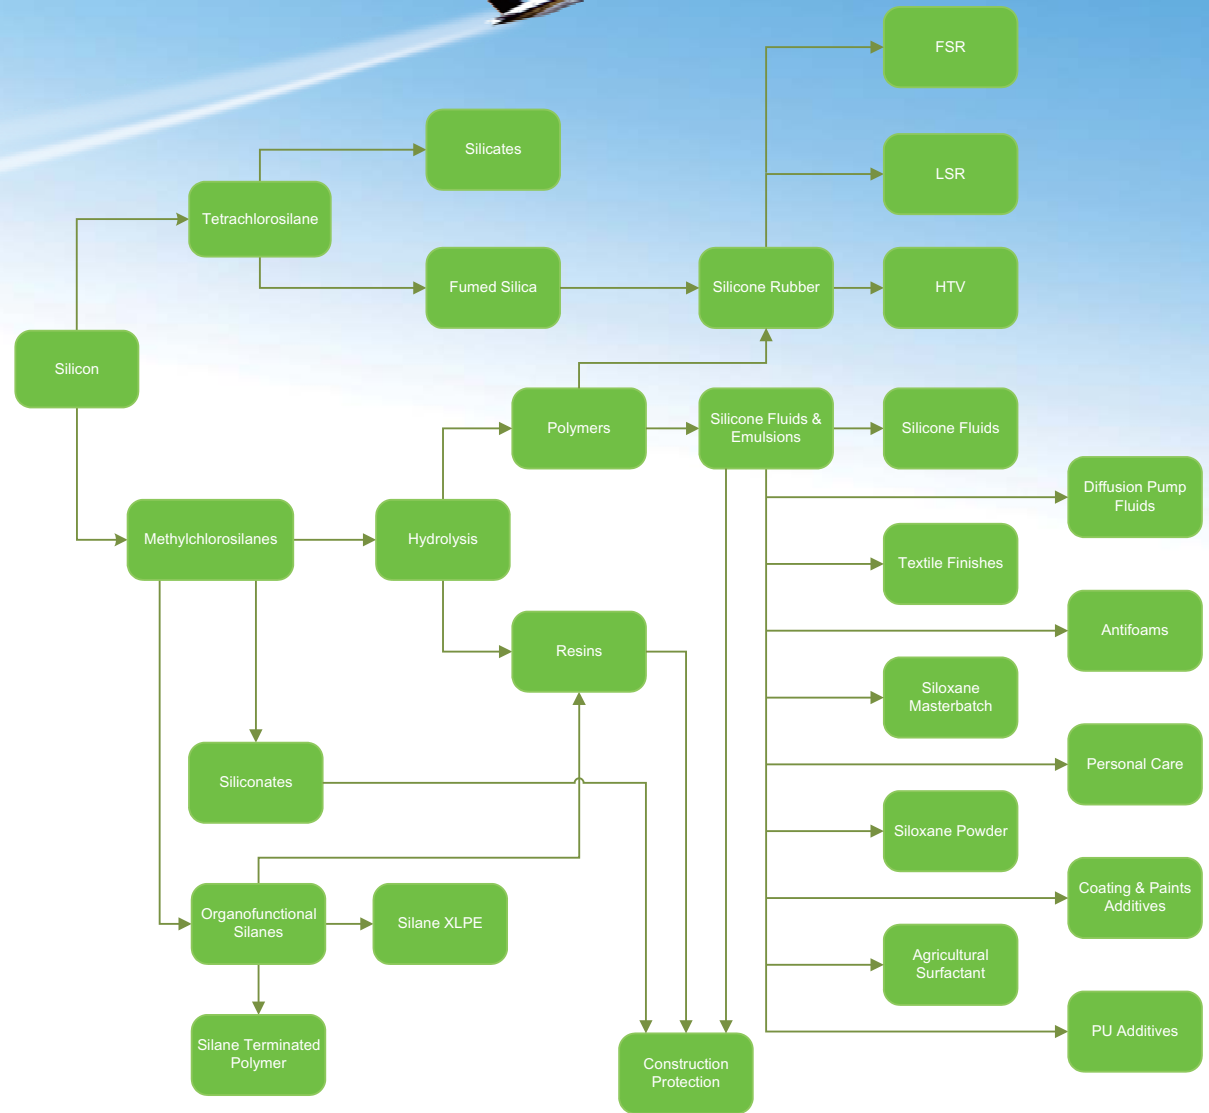 FSR
Silicates
LSR
Tetrachlorosilane
Fumed Silica
Silicone Rubber
HTV
Silicon
Polymers
Silicone Fluids &
Emulsions
Silicone Fluids
Diffusion Pump
Fluids
Methylchlorosilanes
Hydrolysis
Textile Finishes
Antifoams
Resins
Siloxane
Masterbatch
Personal Care
Siliconates
Siloxane Powder
Coating & Paints
Additives
Organofunctional
Silanes
Silane XLPE
Agricultural
Surfactant
PU Additives
Silane Terminated
Polymer
Construction
Protection